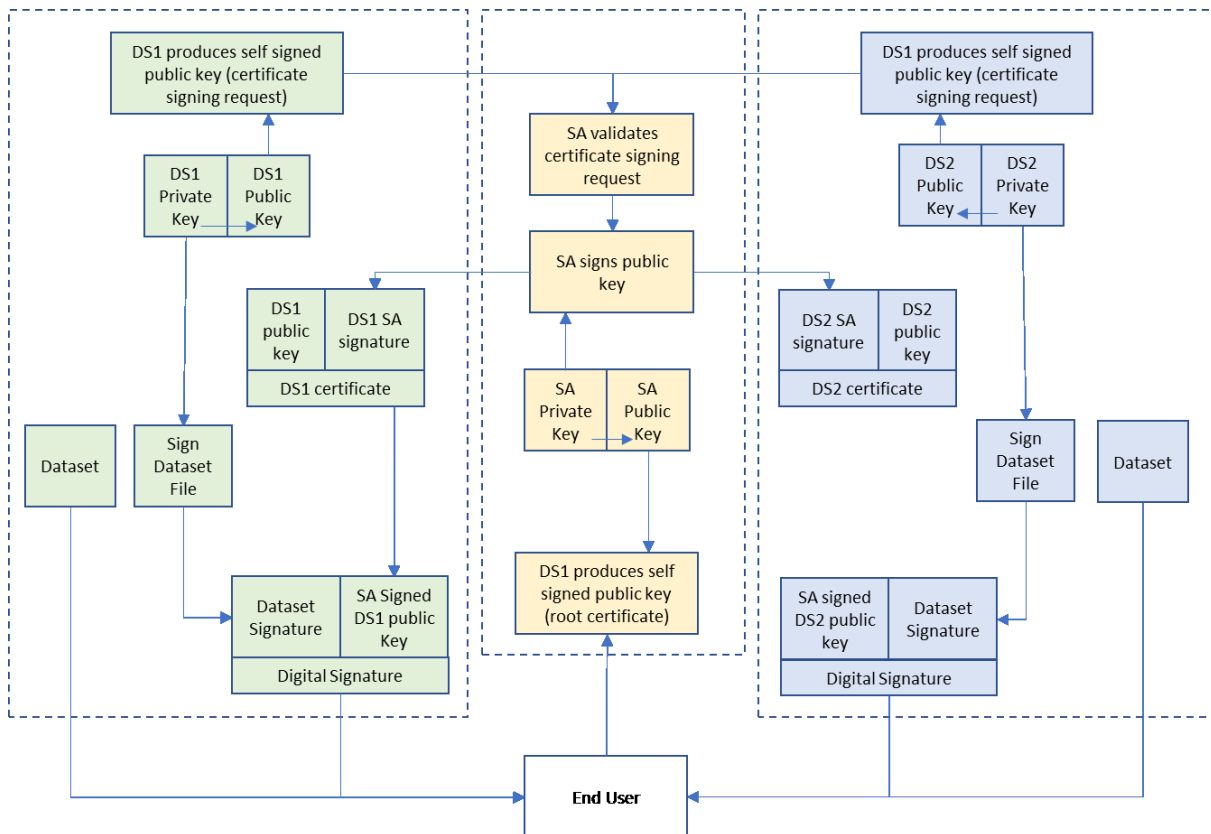 DS1 produces self signed
public key (certificate
signing request)
DS1
Private
Key
DS1
Public
Key
DS1
public
key
DS1 SA
signature
DS1 certificate
Dataset
Sign
Dataset
File
Dataset
Signature
SA Signed
DS1 public
Key
Digital Signature
SA validates
certificate signing
request
SA signs public
key
SA
Private
Key
SA
Public
Key
DS1 produces self
signed public key
(root certificate)
DS1 produces self signed
public key (certificate
signing request)
DS2
Public
Key
DS2
Private
Key
DS2 SA
signature
DS2
public
key
DS2 certificate
Sign
Dataset
File
Dataset
SA signed
DS2 public
key
Dataset
Signature
Digital Signature
End User